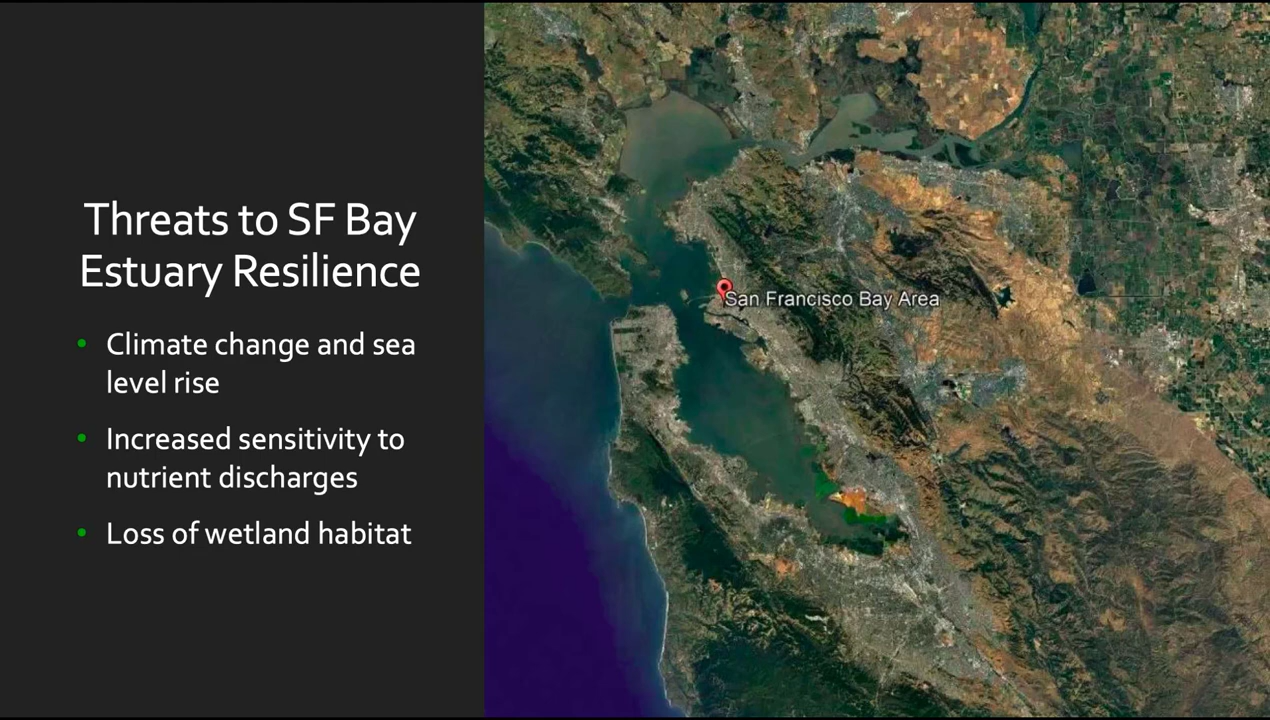 Threats to SF Bay
Estuary Resilience
• Climate change and sea
level rise
• Increased sensitivity to
nutrient discharges
• Loss of wetland habitat
San Francisco Bay Area